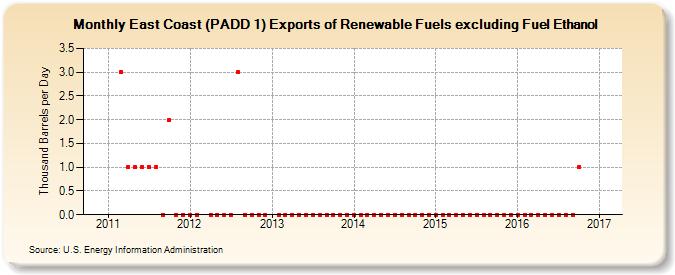 Monthly East Coast (PADD 1) Exports of Renewable Fuels excluding Fuel Ethanol
Thousand Barrels per Day
3.5
3.0
2.5
2.0
1.5
1.0
0.5
0.0
2011 2012 2013 2014 2015 2016 2017
Source: U.S. Energy Information Administration